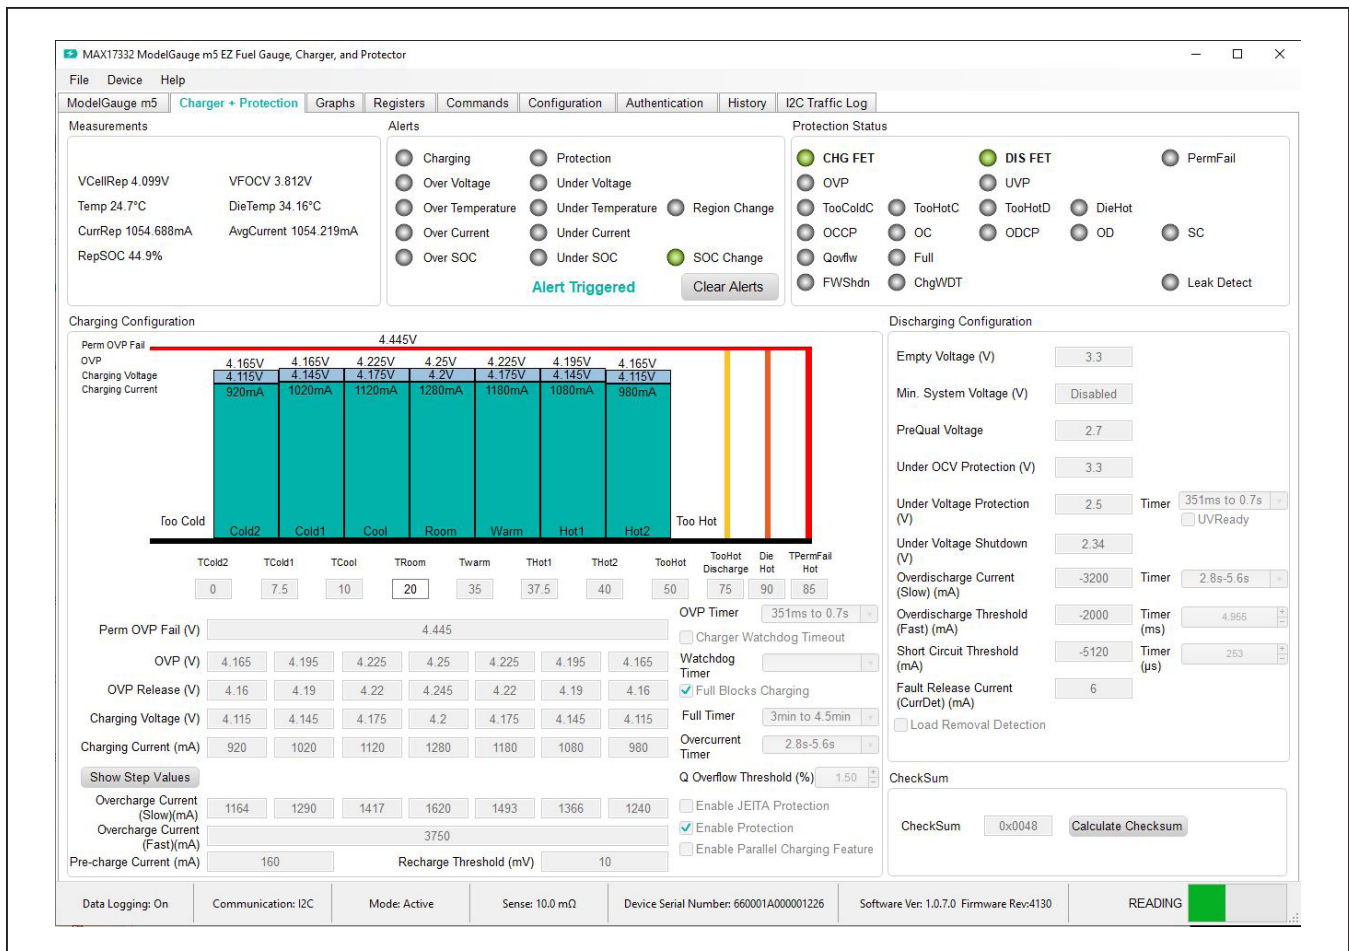 MAX17332 ModelGauge m5 EZ Fuel Gauge, Charger, and Protector
File Device Help
ModelGauge m5 Charger + Protection Graphs Registers Commands Configuration Authentication History I2C Traffic Log
Measurements
VCellRep 4.099V VFOCV 3.812V
Temp 24.7°C DieTemp 34.16°C
CurrRep 1054.688mA AvgCurrent 1054.219mA
RepSOC 44.9%
Alerts
Charging Protection
Over Voltage Under Voltage
Over Temperature Under Temperature Region Change
Over Current Under Current
Over SOC Under SOC SOC Change
Alert Triggered Clear Alerts
Protection Status
CHG FET DIS FET PermFail
OVP UVP
TooColdC TooHotC TooHotD DieHot
OCCP OC ODCP OD SC
Qovflw Full
FWShdn ChgWDT Leak Detect
Charging Configuration
Perm OVP Fail 4.445V
OVP 4.165V 4.165V 4.225V 4.25V 4.225V 4.195V 4.165V
Charging Voltage 4.115V 4.145V 4.175V 4.2V 4.175V 4.145V 4.115V
Charging Current 920mA 1020mA 1120mA 1280mA 1180mA 1080mA 980mA
Too Cold Cold2 Cold1 Cool Room Warm Hot1 Hot2 Too Hot
TCold2 TCold1 TCool TRoom Twarm THot1 THot2 TooHot TooHot Discharge Die Hot TPermFail Hot
0 7.5 10 20 35 37.5 40 50 75 90 85
Perm OVP Fail (V) 4.445
OVP (V) 4.165 4.195 4.225 4.25 4.225 4.195 4.165
OVP Release (V) 4.16 4.19 4.22 4.245 4.22 4.19 4.16
Charging Voltage (V) 4.115 4.145 4.175 4.2 4.175 4.145 4.115
Charging Current (mA) 920 1020 1120 1280 1180 1080 980
Show Step Values
Overcharge Current (Slow)(mA) 1164 1290 1417 1620 1493 1366 1240
Overcharge Current (Fast)(mA) 3750
Pre-charge Current (mA) 160 Recharge Threshold (mV) 10
OVP Timer 351ms to 0.7s
Charger Watchdog Timeout
Watchdog Timer
Full Blocks Charging
Full Timer 3min to 4.5min
Overcurrent Timer 2.8s-5.6s
Q Overflow Threshold (%) 1.50
Enable JEITA Protection
Enable Protection
Enable Parallel Charging Feature
Discharging Configuration
Empty Voltage (V) 3.3
Min. System Voltage (V) Disabled
PreQual Voltage 2.7
Under OCV Protection (V) 3.3
Under Voltage Protection (V) 2.5 Timer 351ms to 0.7s
UVReady
Under Voltage Shutdown (V) 2.34
Overdischarge Current (Slow) (mA) -3200 Timer 2.8s-5.6s
Overdischarge Threshold (Fast) (mA) -2000 Timer (ms) 4.955
Short Circuit Threshold (mA) -5120 Timer (µs) 253
Fault Release Current (CurrDet) (mA) 6
Load Removal Detection
CheckSum
CheckSum 0x0048 Calculate Checksum
Data Logging: On Communication: I2C Mode: Active Sense: 10.0 mΩ Device Serial Number: 660001A000001226 Software Ver: 1.0.7.0 Firmware Rev:4130 READING